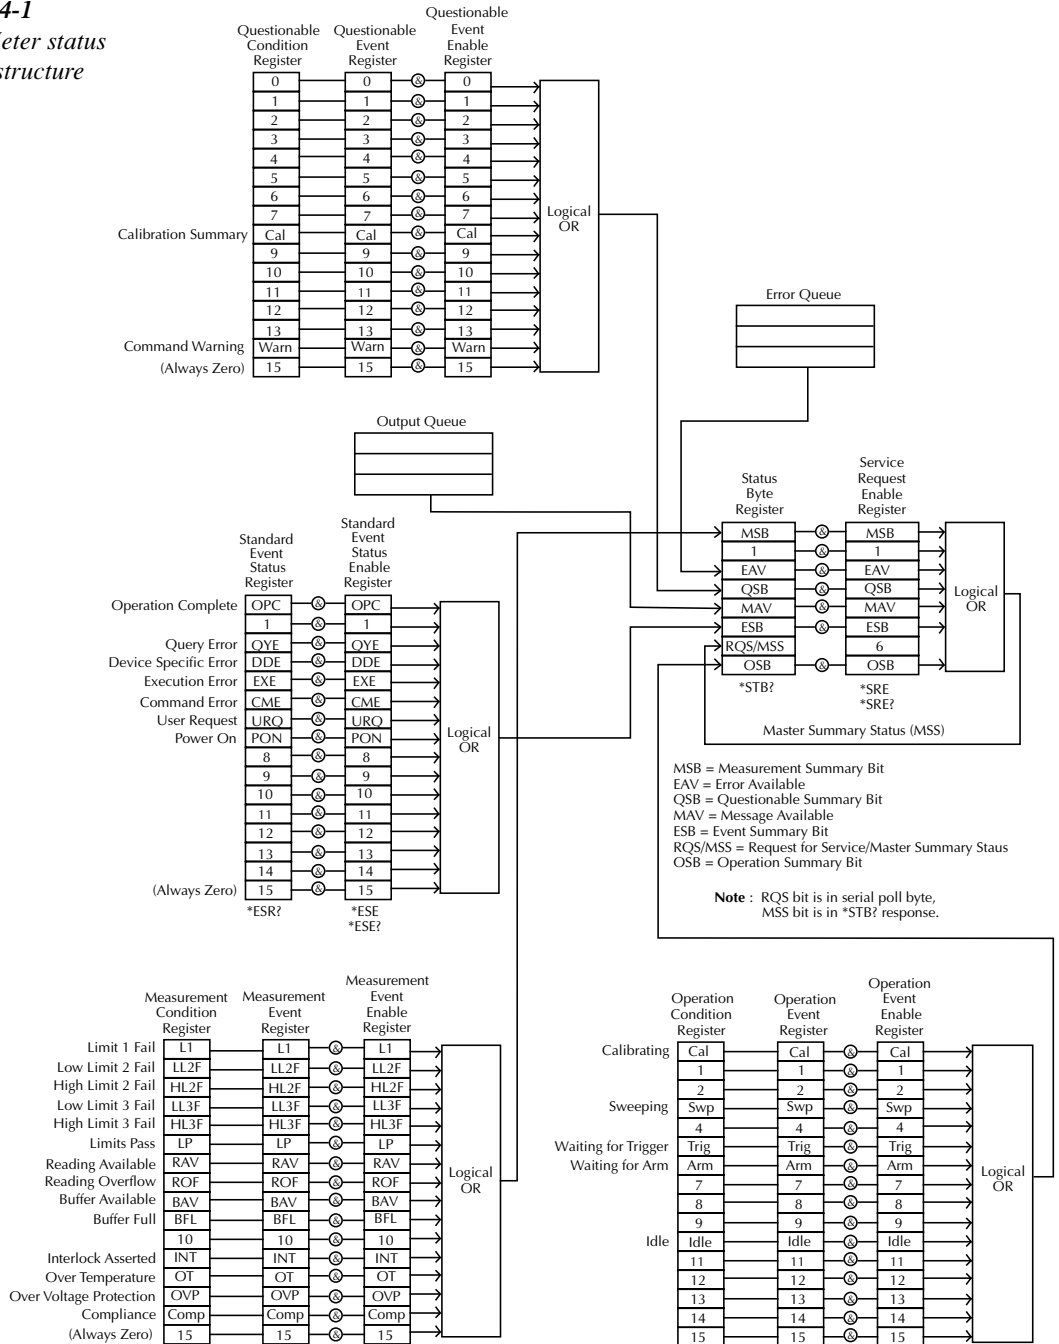 4-1
eter status
structure
Questionable
Condition
Register
Questionable
Event
Register
Questionable
Event
Enable
Register
0 & 0 0
1 & 1 1
2 & 2 2
3 & 3 3
4 & 4 4
5 & 5 5
6 & 6 6
7 & 7 7
Calibration Summary Cal Cal & Cal
9 9 & 9
10 10 & 10
11 11 & 11
12 12 & 12
13 13 & 13
Command Warning Warn Warn & Warn
(Always Zero) 15 15 & 15
Logical
OR
Error Queue
Output Queue
Standard
Event
Status
Register
Standard
Event
Status
Enable
Register
Operation Complete OPC & OPC
1 & 1
Query Error QYE & QYE
Device Specific Error DDE & DDE
Execution Error EXE & EXE
Command Error CME & CME
User Request URQ & URQ
Power On PON & PON
8 & 8
9 & 9
10 & 10
11 & 11
12 & 12
13 & 13
14 & 14
(Always Zero) 15 & 15
*ESR?
*ESE
*ESE?
Logical
OR
Status
Byte
Register
Service
Request
Enable
Register
MSB & MSB
1 & 1
EAV & EAV
QSB & QSB
MAV & MAV
ESB & ESB
RQS/MSS 6
OSB & OSB
*STB?
*SRE
*SRE?
Logical
OR
Master Summary Status (MSS)
MSB = Measurement Summary Bit
EAV = Error Available
QSB = Questionable Summary Bit
MAV = Message Available
ESB = Event Summary Bit
RQS/MSS = Request for Service/Master Summary Staus
OSB = Operation Summary Bit
Note : RQS bit is in serial poll byte,
MSS bit is in *STB? response.
Measurement
Condition
Register
Measurement
Event
Register
Measurement
Event
Enable
Register
Limit 1 Fail L1 L1 & L1
Low Limit 2 Fail LL2F LL2F & LL2F
High Limit 2 Fail HL2F HL2F & HL2F
Low Limit 3 Fail LL3F LL3F & LL3F
High Limit 3 Fail HL3F HL3F & HL3F
Limits Pass LP LP & LP
Reading Available RAV RAV & RAV
Reading Overflow ROF ROF & ROF
Buffer Available BAV BAV & BAV
Buffer Full BFL BFL & BFL
10 10 & 10
Interlock Asserted INT INT & INT
Over Temperature OT OT & OT
Over Voltage Protection OVP OVP & OVP
Compliance Comp Comp & Comp
(Always Zero) 15 15 & 15
Logical
OR
Operation
Condition
Register
Operation
Event
Register
Operation
Event
Enable
Register
Calibrating Cal Cal & Cal
1 1 & 1
2 2 & 2
Sweeping Swp Swp & Swp
4 4 & 4
Waiting for Trigger Trig Trig & Trig
Waiting for Arm Arm Arm & Arm
7 7 & 7
8 8 & 8
9 9 & 9
Idle Idle Idle & Idle
11 11 & 11
12 12 & 12
13 13 & 13
14 14 & 14
15 15 & 15
Logical
OR